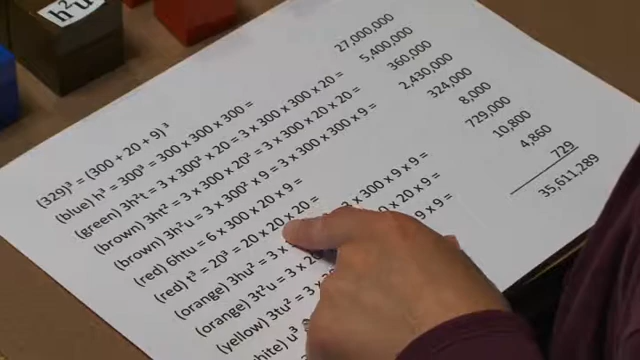 h²u
(329)³ = (300 + 20 + 9)³
(blue) h³ = 300³ = 300 x 300 x 300 = 27,000,000
(green) 3h²t = 3 x 300² x 20 = 3 x 300 x 300 x 20 = 5,400,000
(brown) 3ht² = 3 x 300 x 20² = 3 x 300 x 20 x 20 = 360,000
(brown) 3h²u = 3 x 300² x 9 = 3 x 300 x 300 x 9 = 2,430,000
(red) 6htu = 6 x 300 x 20 x 9 = 324,000
(red) t³ = 20³ = 20 x 20 x 20 = 8,000
(orange) 3hu² = 3 x 300 x 9 x 9 = 729,000
(orange) 3t²u = 3 x 20 x 9 = 10,800
(yellow) 3tu² = 3 x 9 x 9 = 4,860
u³ 729
35,611,289